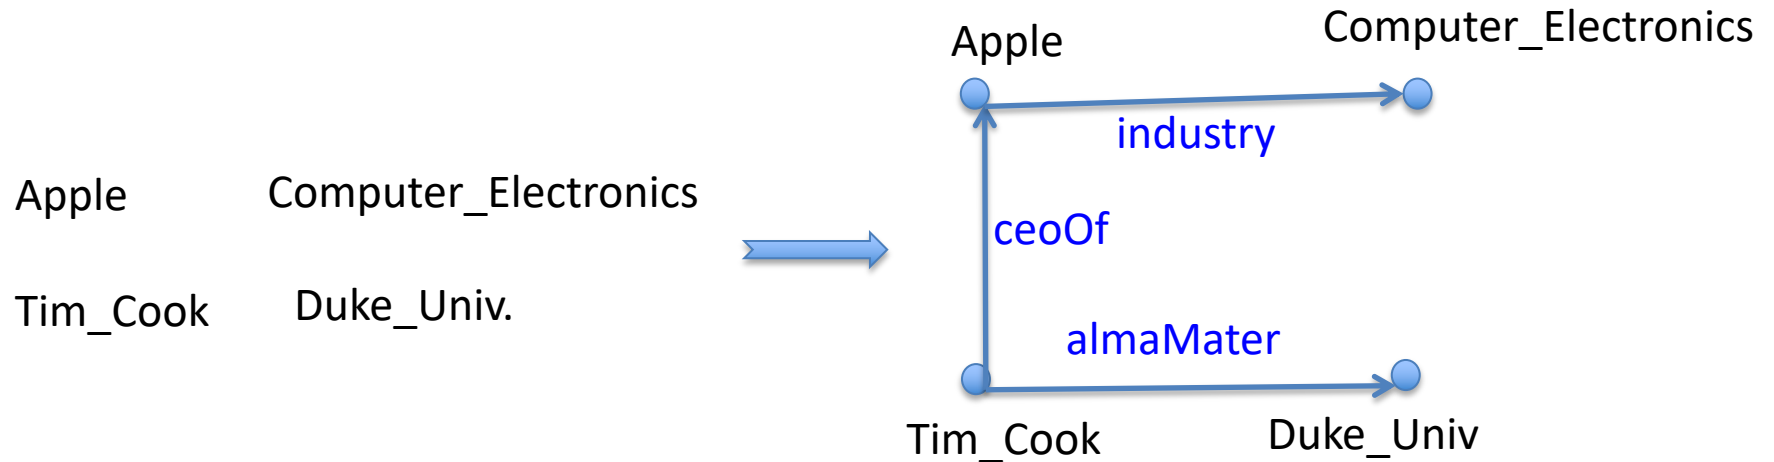 Apple
Computer_Electronics
Tim_Cook
Duke_Univ.
Apple
Computer_Electronics
industry
ceoOf
almaMater
Tim_Cook
Duke_Univ